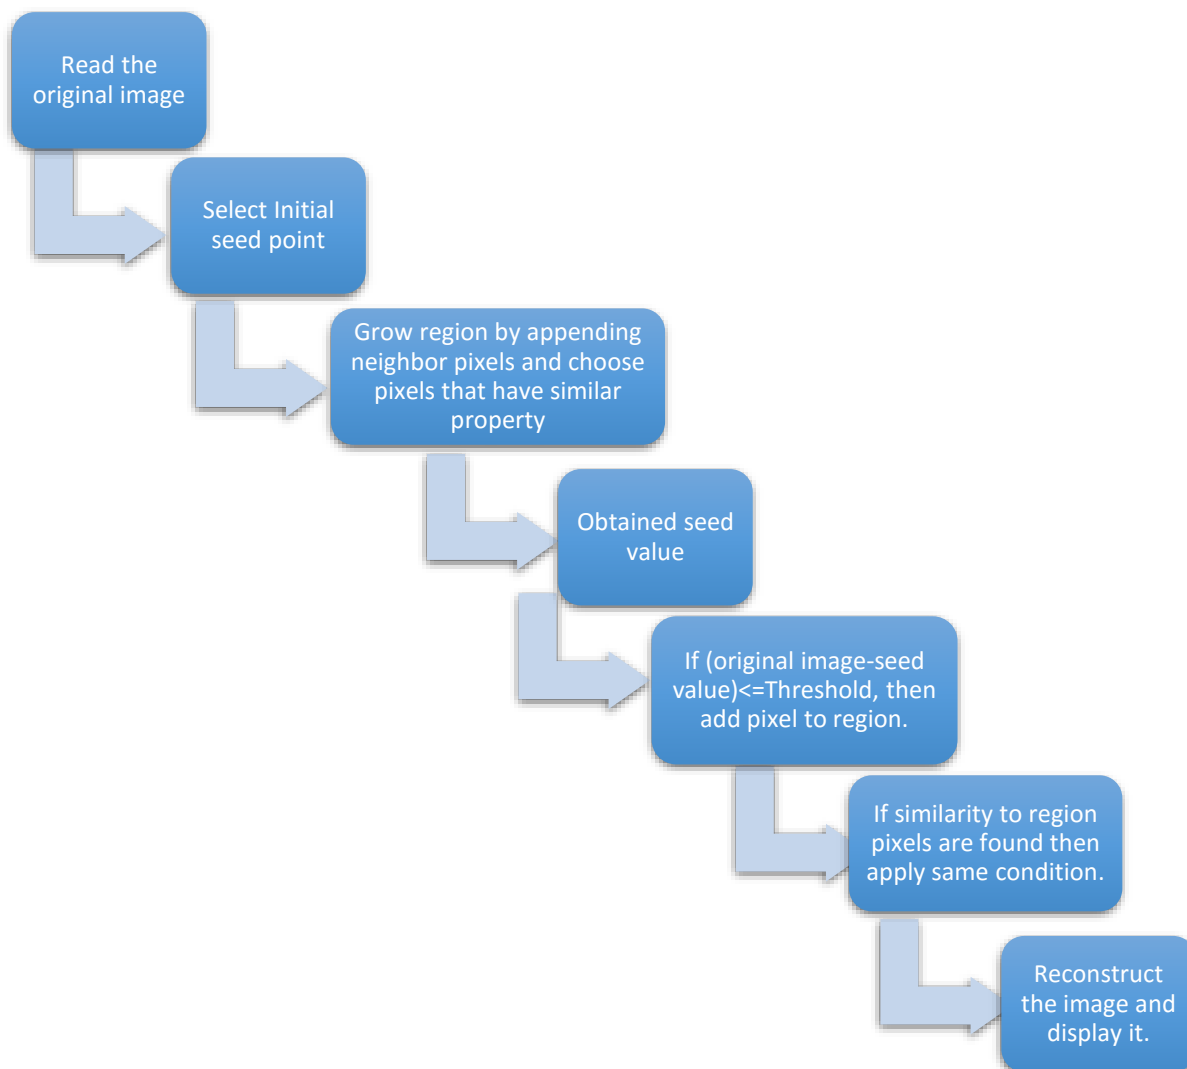 Read the
original image
Select Initial
seed point
Grow region by appending
neighbor pixels and choose
pixels that have similar
property
Obtained seed
value
If (original image-seed
value)<=Threshold, then
add pixel to region.
If similarity to region
pixels are found then
apply same condition.
Reconstruct
the image and
display it.